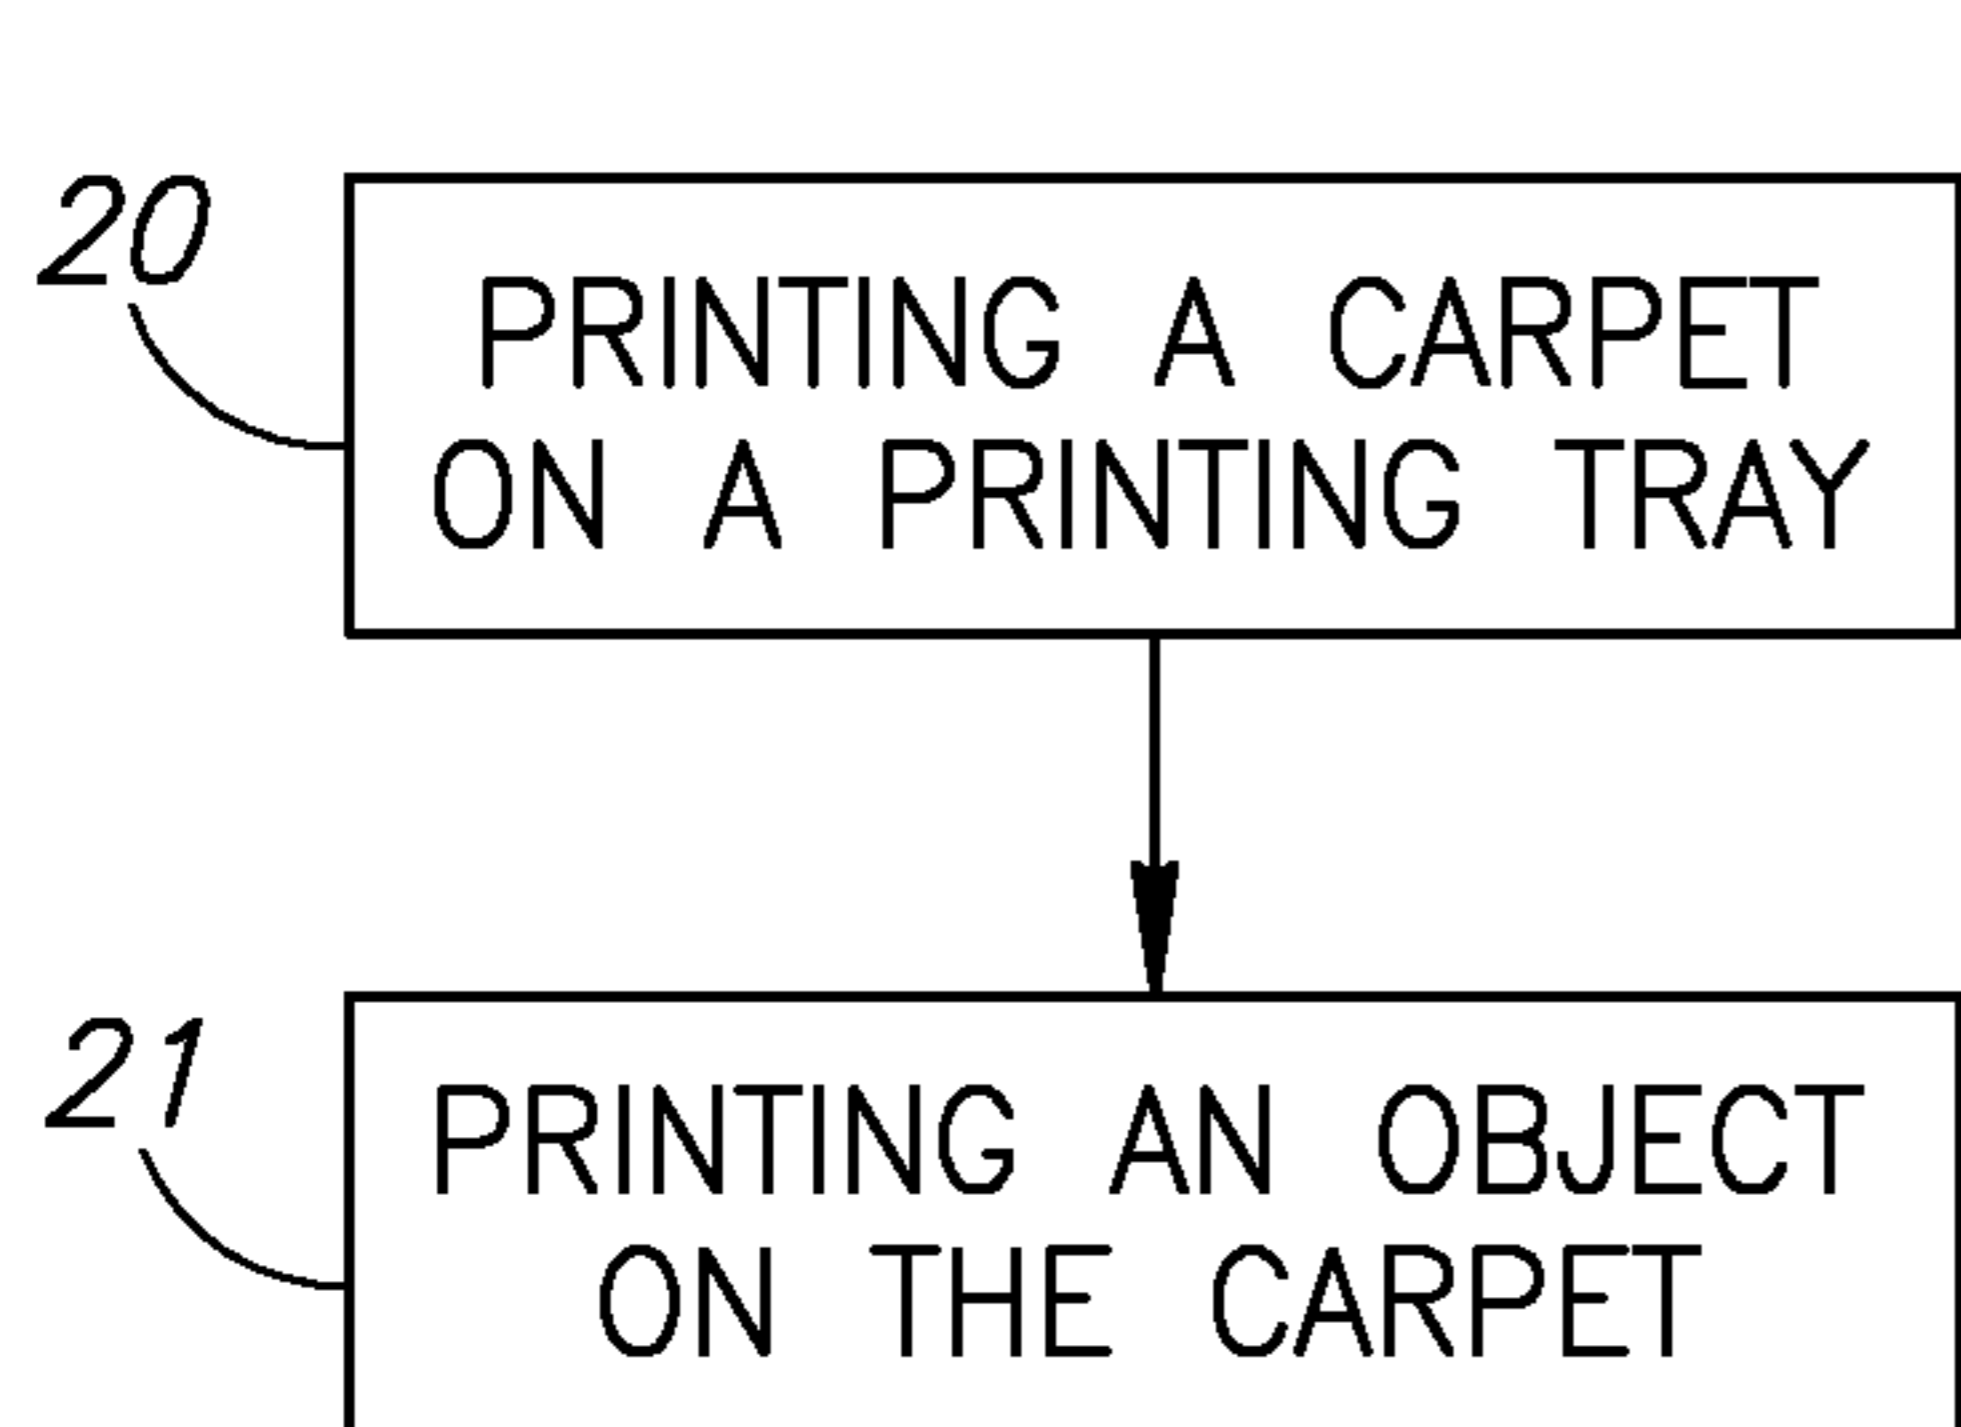 20
PRINTING A CARPET
ON A PRINTING TRAY
21
PRINTING AN OBJECT
ON THE CARPET